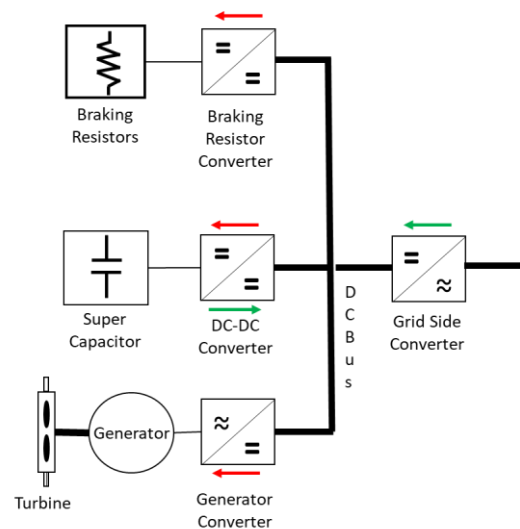 Braking
Resistors
Braking
Resistor
Converter
Super
Capacitor
DC-DC
Converter
D
C
B
u
s
Grid Side
Converter
Generator
Turbine
Generator
Converter